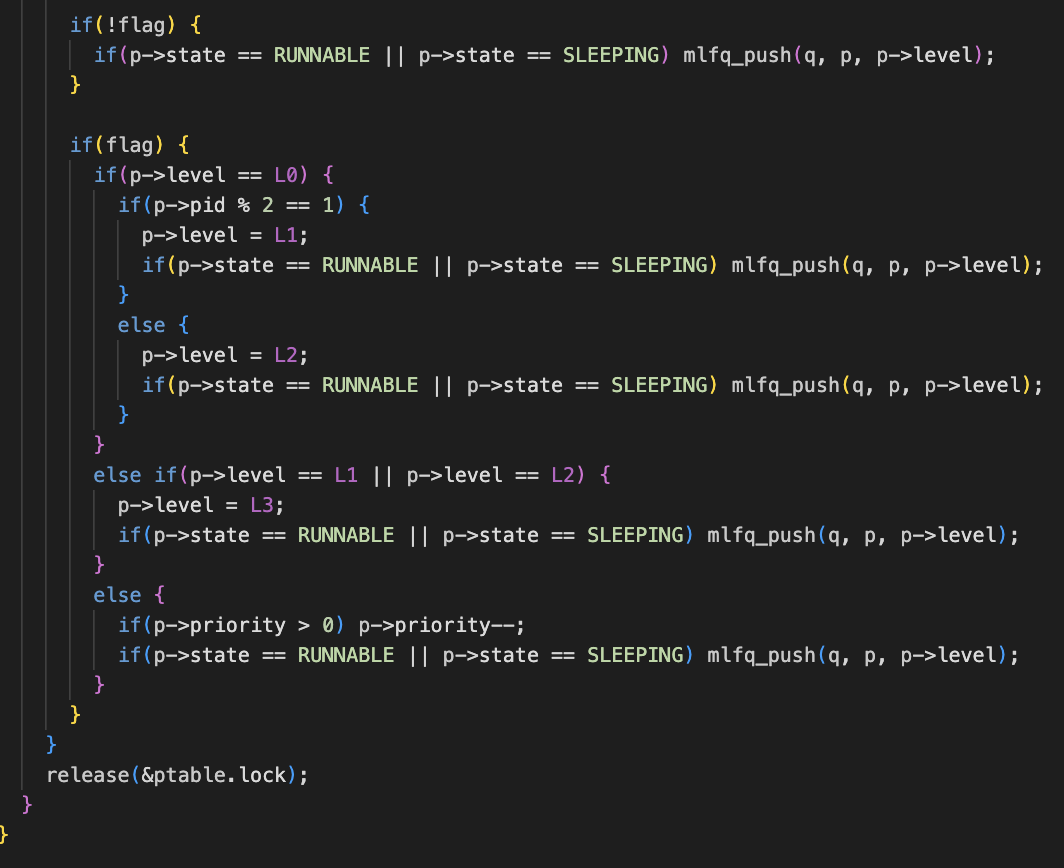 if(!flag) {
if(p->state == RUNNABLE || p->state == SLEEPING) mlfq_push(q, p, p->level);
}
if(flag) {
if(p->level == L0) {
if(p->pid % 2 == 1) {
p->level = L1;
if(p->state == RUNNABLE || p->state == SLEEPING) mlfq_push(q, p, p->level);
}
else {
p->level = L2;
if(p->state == RUNNABLE || p->state == SLEEPING) mlfq_push(q, p, p->level);
}
}
else if(p->level == L1 || p->level == L2) {
p->level = L3;
if(p->state == RUNNABLE || p->state == SLEEPING) mlfq_push(q, p, p->level);
}
else {
if(p->priority > 0) p->priority--;
if(p->state == RUNNABLE || p->state == SLEEPING) mlfq_push(q, p, p->level);
}
}
}
release(&ptable.lock);
}
}